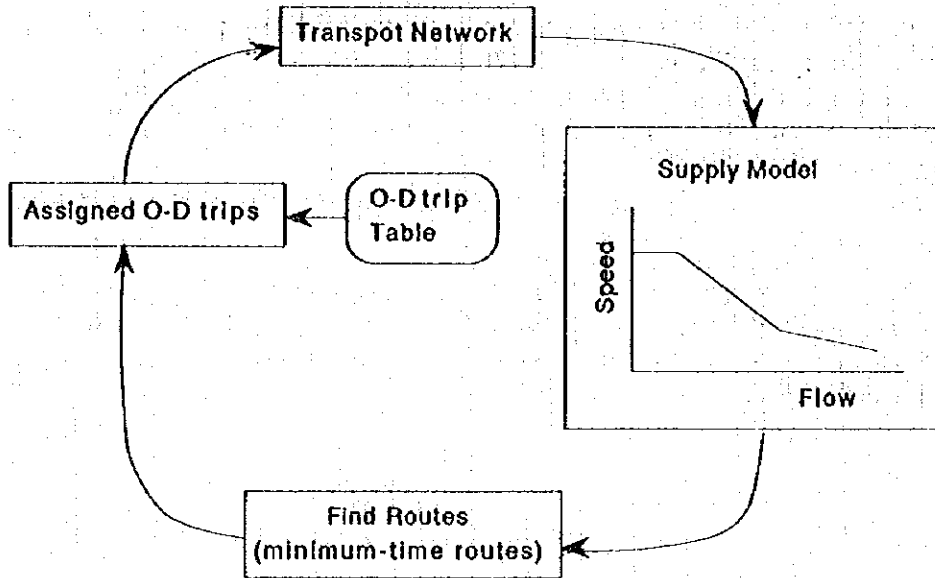 Transpot Network
Supply Model
Speed
Flow
Assigned O-D trips
O-D trip
Table
Find Routes
(minimum-time routes)